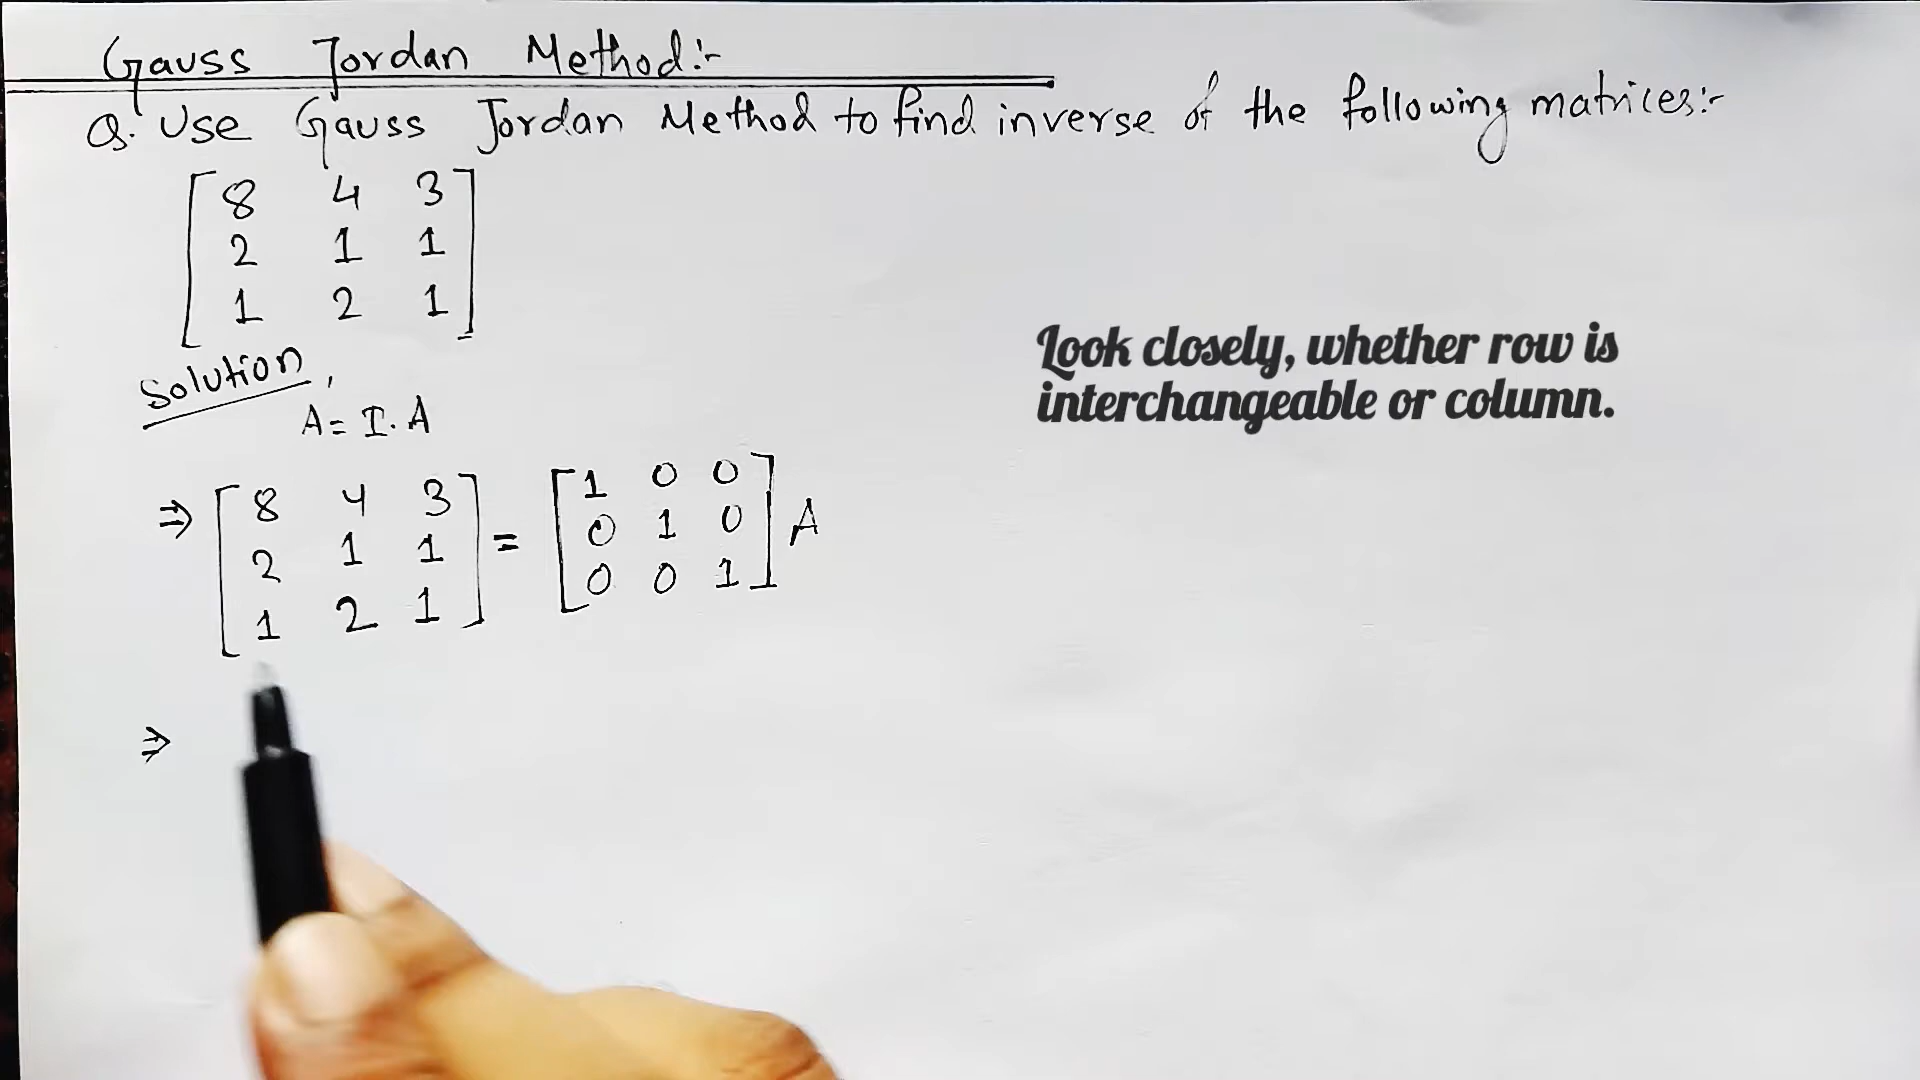 Gauss Jordan Method:-
Q. Use Gauss Jordan Method to find inverse of the following matrices:-
[8 4 3
2 1 1
1 2 1]
Solution,
A = I. A
⇒ [8 4 3
2 1 1
1 2 1] = [1 0 0
0 1 0
0 0 1] A
⇒
Look closely, whether row is
interchangeable or column.